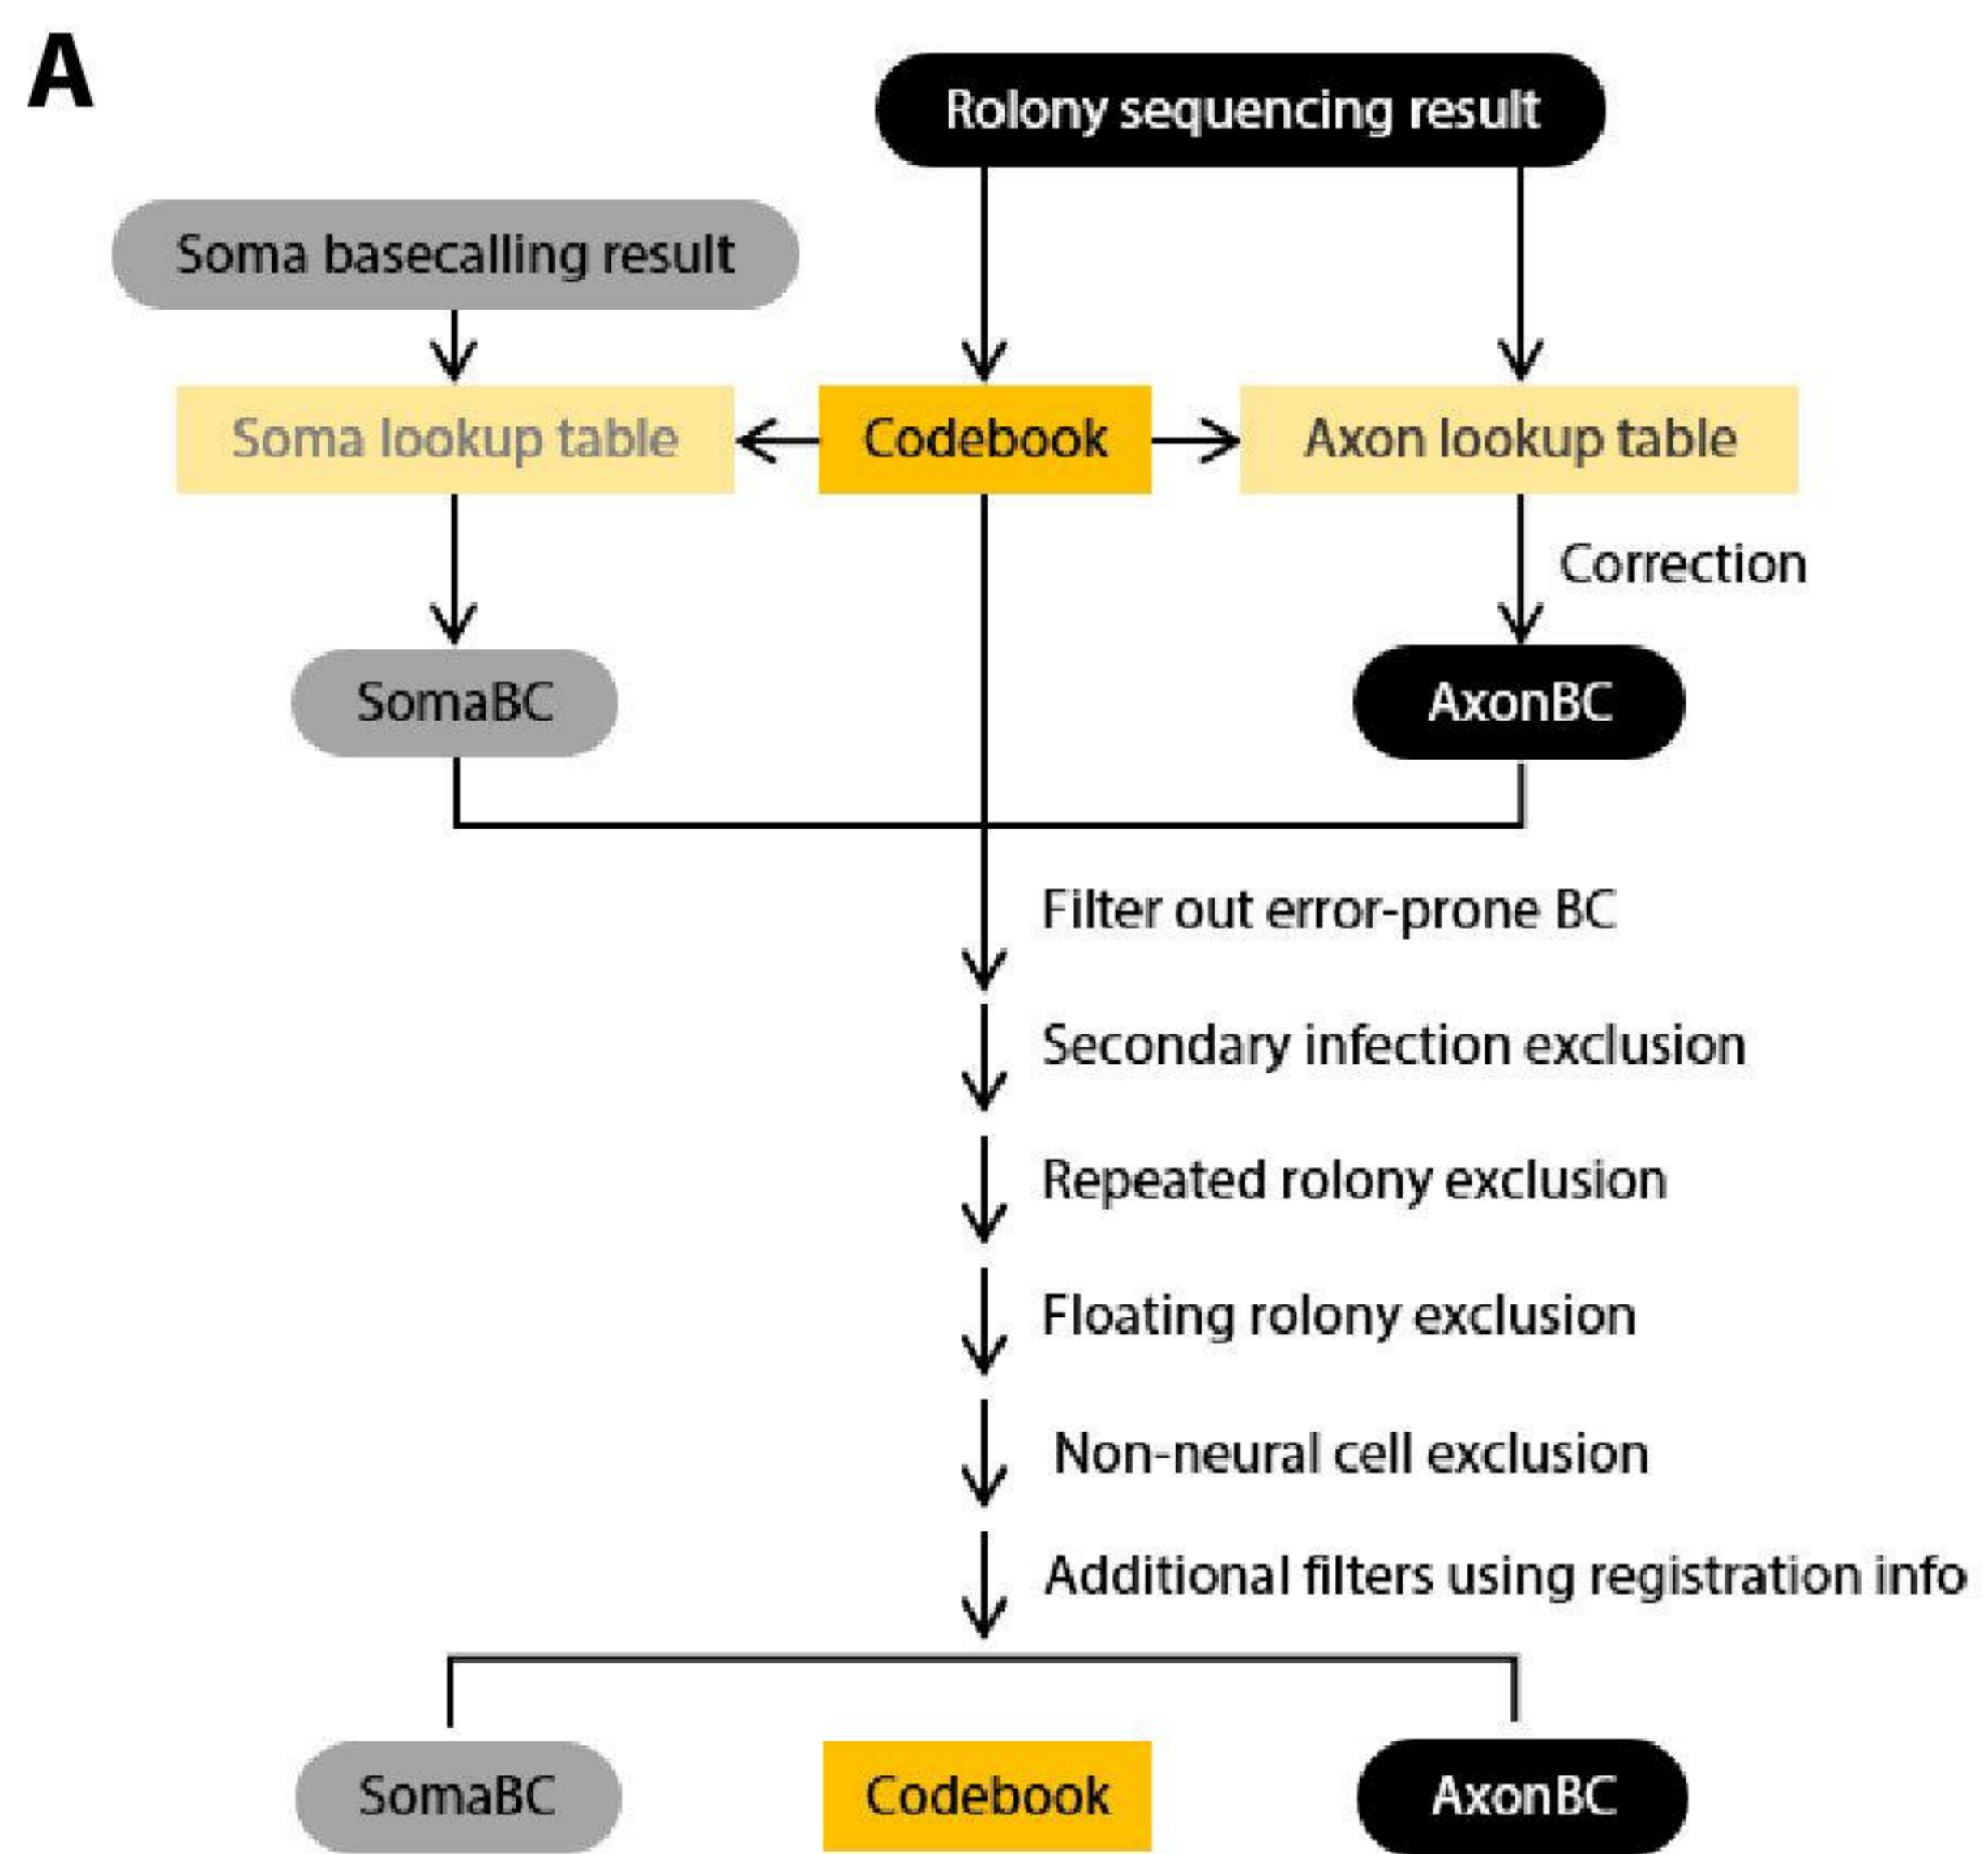 A
Rolony sequencing result
Soma basecalling result
Soma lookup table
Codebook
Axon lookup table
Correction
SomaBC
AxonBC
Filter out error-prone BC
Secondary infection exclusion
Repeated rolony exclusion
Floating rolony exclusion
Non-neural cell exclusion
Additional filters using registration info
SomaBC
Codebook
AxonBC